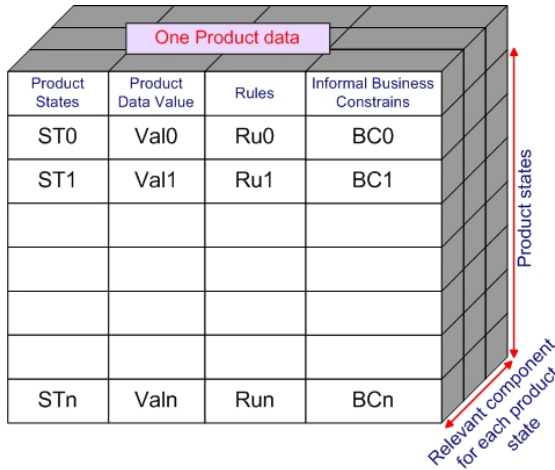 One Product data
Product
States
Product
Data Value
Rules
Informal Business
Constrains
ST0
Val0
Ru0
BC0
ST1
Val1
Ru1
BC1
STn
Valn
Run
BCn
Product states
Relevant component
for each product
state